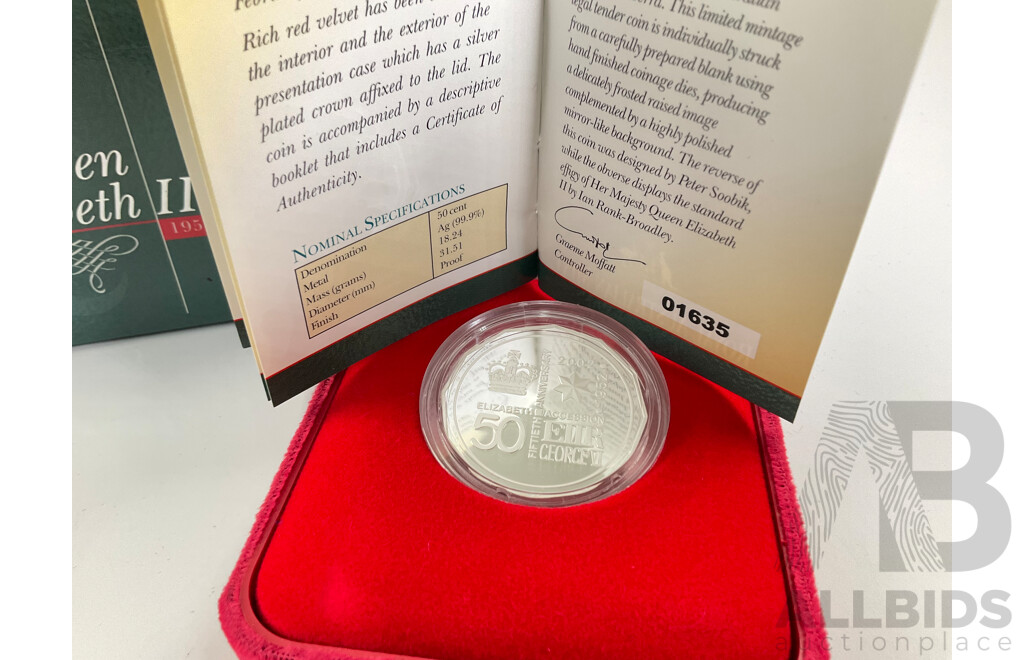 en
eth II
195
Rich red velvet has been
the interior and the exterior of the
presentation case which has a silver
plated crown affixed to the lid. The
coin is accompanied by a descriptive
booklet that includes a Certificate of
Authenticity.
NOMINAL SPECIFICATIONS
Denomination 50 cent
Metal Ag (99.9%)
Mass (grams) 18.24
Diameter (mm) 31.51
Finish Proof
This limited mintage
legal tender coin is individually struck
from a carefully prepared blank using
hand finished coinage dies, producing
a delicately frosted raised image
complemented by a highly polished
mirror-like background. The reverse of
this coin was designed by Peter Soobik,
while the obverse displays the standard
effigy of Her Majesty Queen Elizabeth
II by Ian Rank-Broadley.
Graeme Moffatt
Controller
01635
ANNIVERSARY
ELIZABETH II ACCESSION
50
FIFTIETH
EIIR
GEORGE VI
AB
ALLBIDS
auctionplace